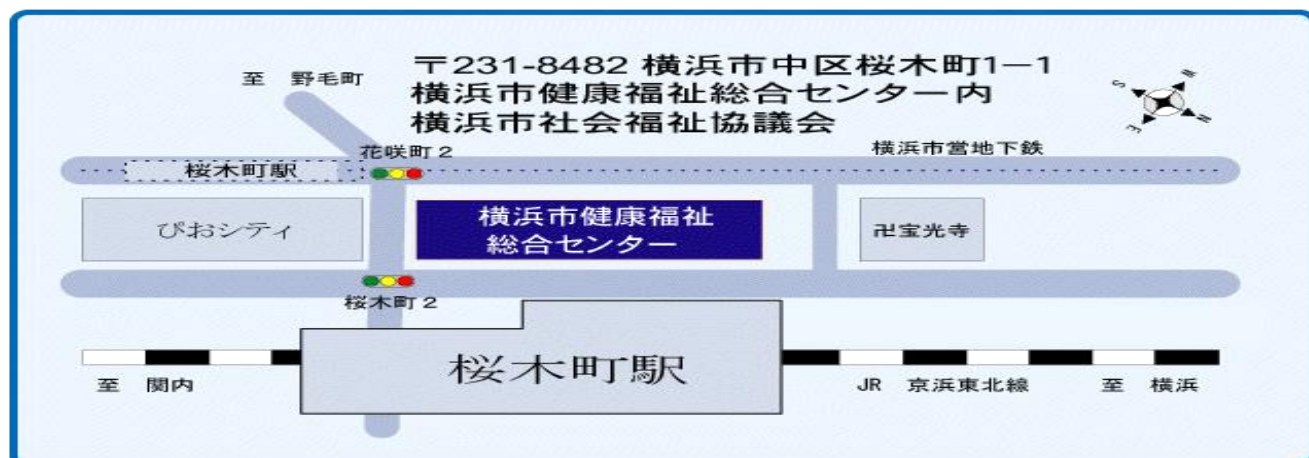 〒231-8482 横浜市中区桜木町1－1
横浜市健康福祉総合センター内
横浜市社会福祉協議会
至 野毛町
花咲町2
横浜市営地下鉄
桜木町駅
ぴおシティ
横浜市健康福祉
総合センター
卍宝光寺
桜木町2
桜木町駅
至 関内
JR 京浜東北線 至 横浜
S
N
E